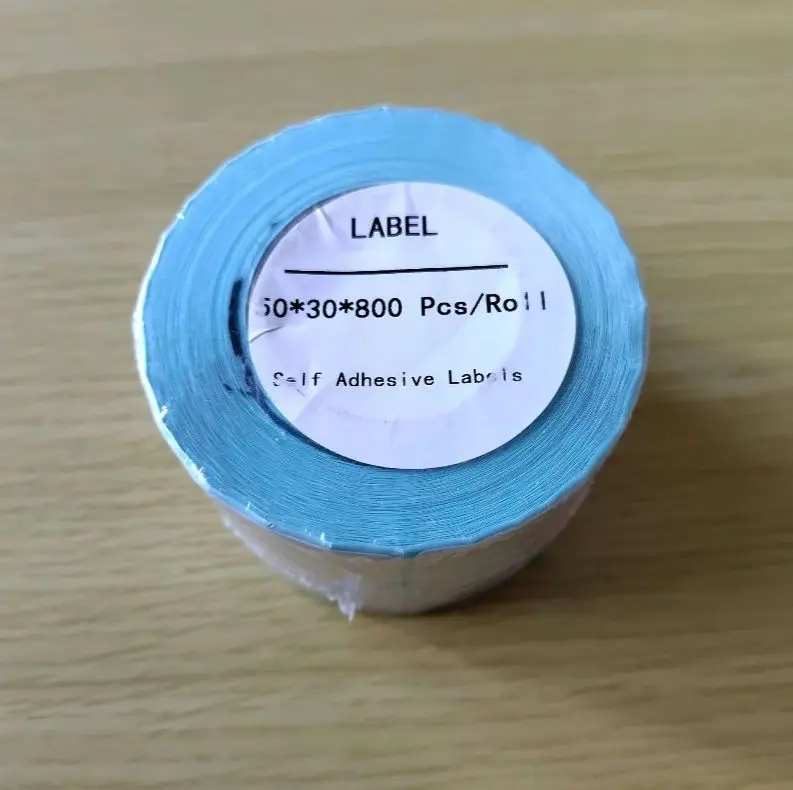 LABEL
50*30*800 Pcs/Roll
Self Adhesive Labels